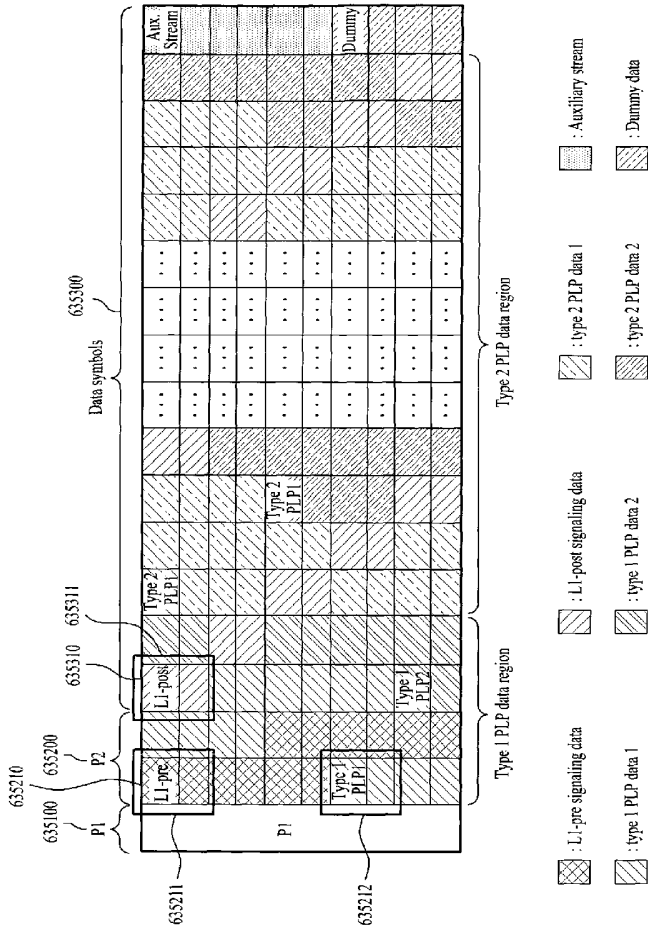 635300
Data symbols
635311
635310
635200
635210
635100
P2
P1
Aux.
Stream
Dummy
Type 2
PLP1
Type 2
PLP1
L1-post
Type 1
PLP2
L1-pre
Type 1
PLP1
P1
... ... ... ...
... ... ... ...
... ... ... ...
... ... ... ...
... ... ... ...
... ... ... ...
... ... ... ...
... ... ... ...
... ... ... ...
Type 2 PLP data region
Type 1 PLP data region
635211
635212
: L1-pre signaling data
: L1-post signaling data
: type 2 PLP data 1
: Auxiliary stream
: type 1 PLP data 1
: type 1 PLP data 2
: type 2 PLP data 2
: Dummy data